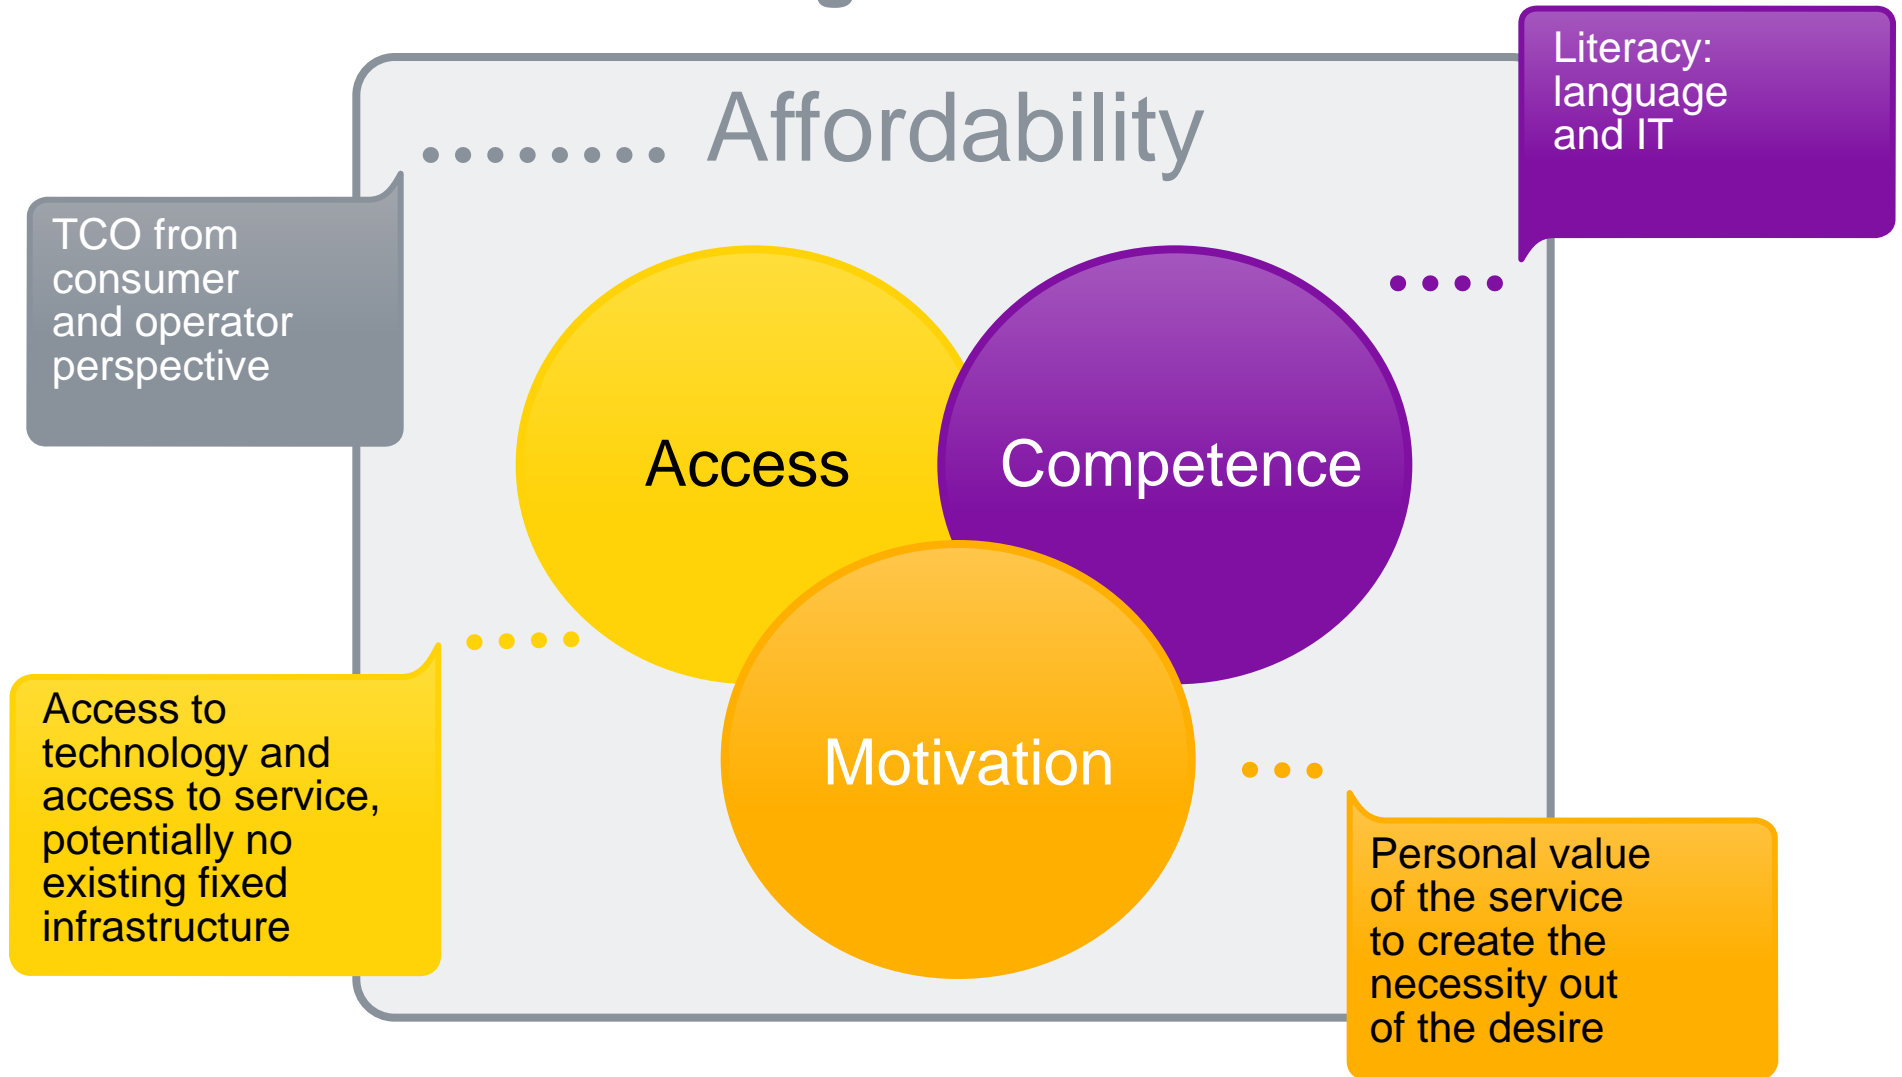 Affordability
Literacy:
language
and IT
TCO from
consumer
and operator
perspective
Access
Competence
Motivation
Access to
technology and
access to service,
potentially no
existing fixed
infrastructure
Personal value
of the service
to create the
necessity out
of the desire